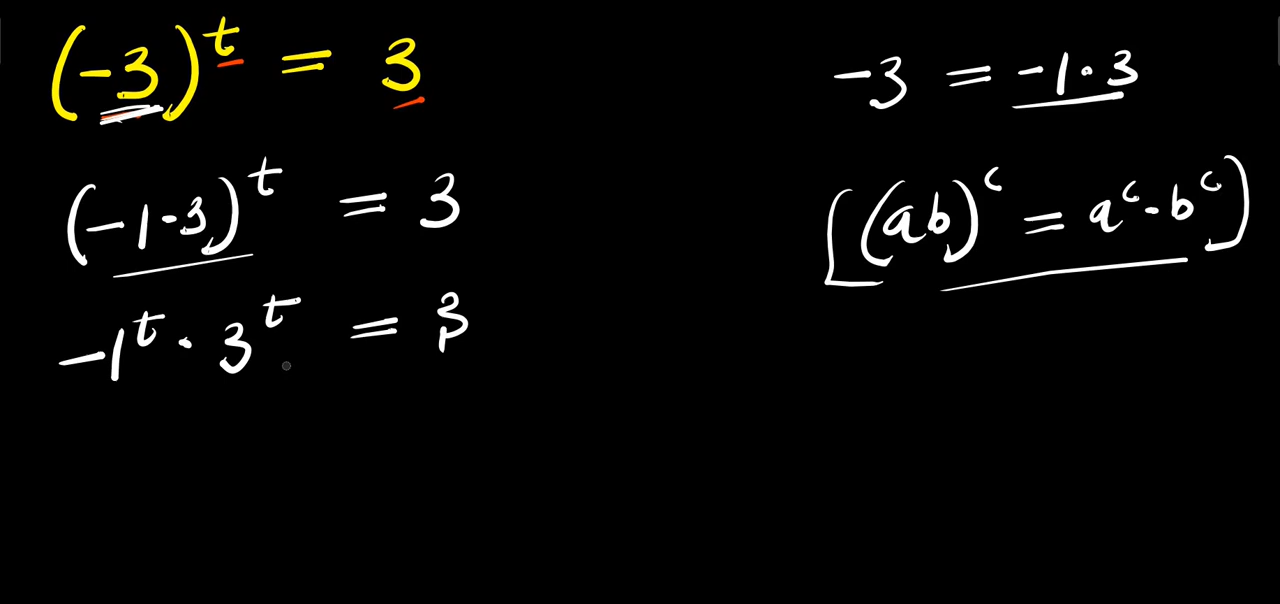 (-3)^t = 3
-3 = -1·3
(-1·3)^t = 3
[(ab)^c = a^c · b^c)
-1^t · 3^t = 3